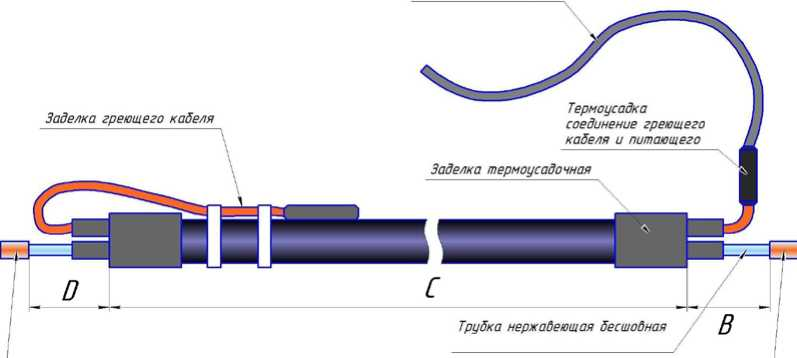 Термоусадка
соединение греющего
кабеля и питающего
Заделка греющего кабеля
Заделка термоусадочная
D
C
B
Трубка нержавеющая бесшовная